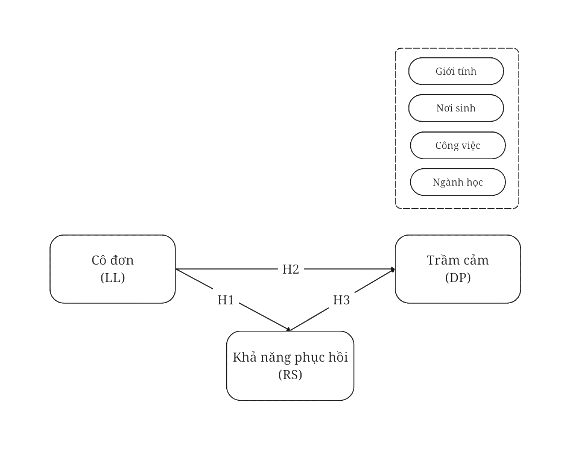 Giới tính
Nơi sinh
Công việc
Ngành học
Cô đơn
(LL)
H2
Trầm cảm
(DP)
H1
H3
Khả năng phục hồi
(RS)